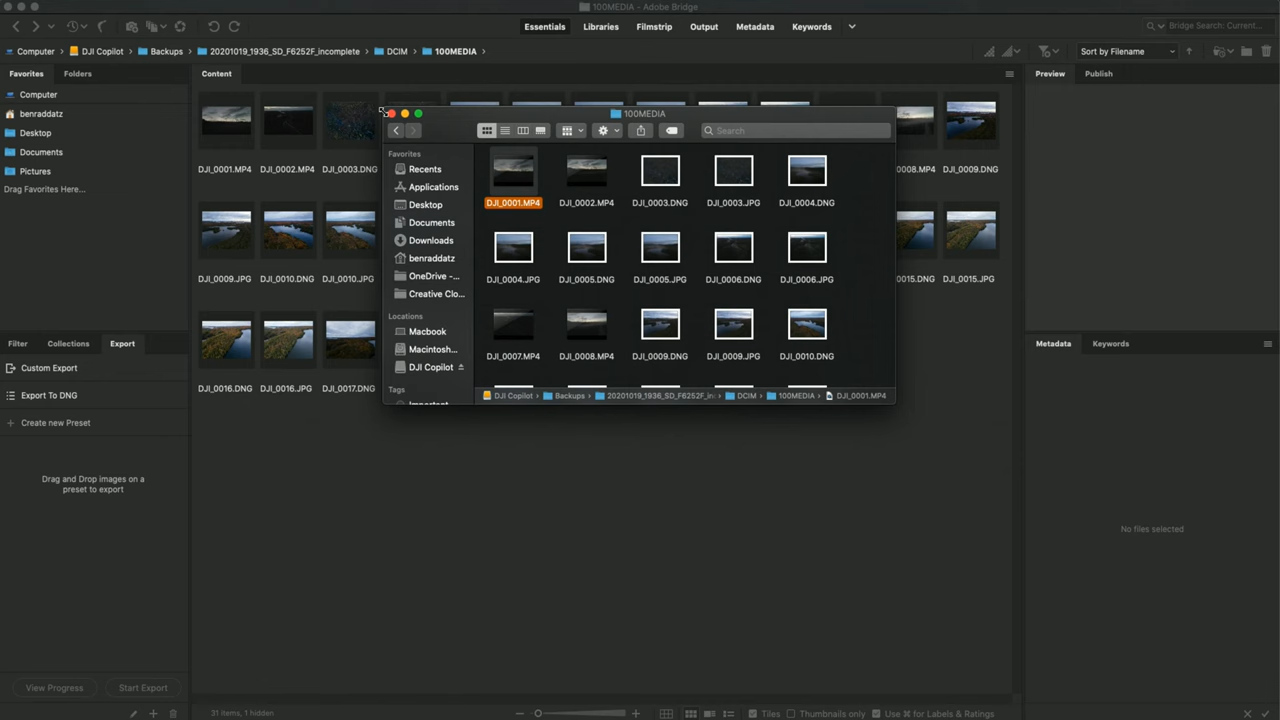 100MEDIA - Adobe Bridge
Essentials Libraries Filmstrip Output Metadata Keywords
Bridge Search: Current...
Computer DJI Copilot Backups 20201019_1936_SD_F6252F_incomplete DCIM 100MEDIA
Sort by Filename
Favorites Folders
Computer
benraddatz
Desktop
Documents
Pictures
Drag Favorites Here...
Filter Collections Export
Custom Export
Export To DNG
Create new Preset
Drag and Drop images on a
preset to export
View Progress Start Export
Content
DJI_0001.MP4 DJI_0002.MP4 DJI_0003.DNG
DJI_0009.DNG
DJI_0009.JPG DJI_0010.DNG DJI_0010.JPG
DJI_0015.JPG
DJI_0016.DNG DJI_0016.JPG DJI_0017.DNG
100MEDIA
Search
Favorites
Recents
Applications
Desktop
Documents
Downloads
benraddatz
OneDrive -...
Creative Clo...
Locations
Macbook
Macintosh...
DJI Copilot
Tags
DJI_0001.MP4 DJI_0002.MP4 DJI_0003.DNG DJI_0003.JPG DJI_0004.DNG
DJI_0004.JPG DJI_0005.DNG DJI_0005.JPG DJI_0006.DNG DJI_0006.JPG
DJI_0007.MP4 DJI_0008.MP4 DJI_0009.DNG DJI_0009.JPG DJI_0010.DNG
DJI Copilot Backups 20201019_1936_SD_F6252F_in DCIM 100MEDIA DJI_0001.MP4
Preview Publish
Metadata Keywords
No files selected
31 items, 1 hidden
Tiles Thumbnails only Use ⌘ for Labels & Ratings